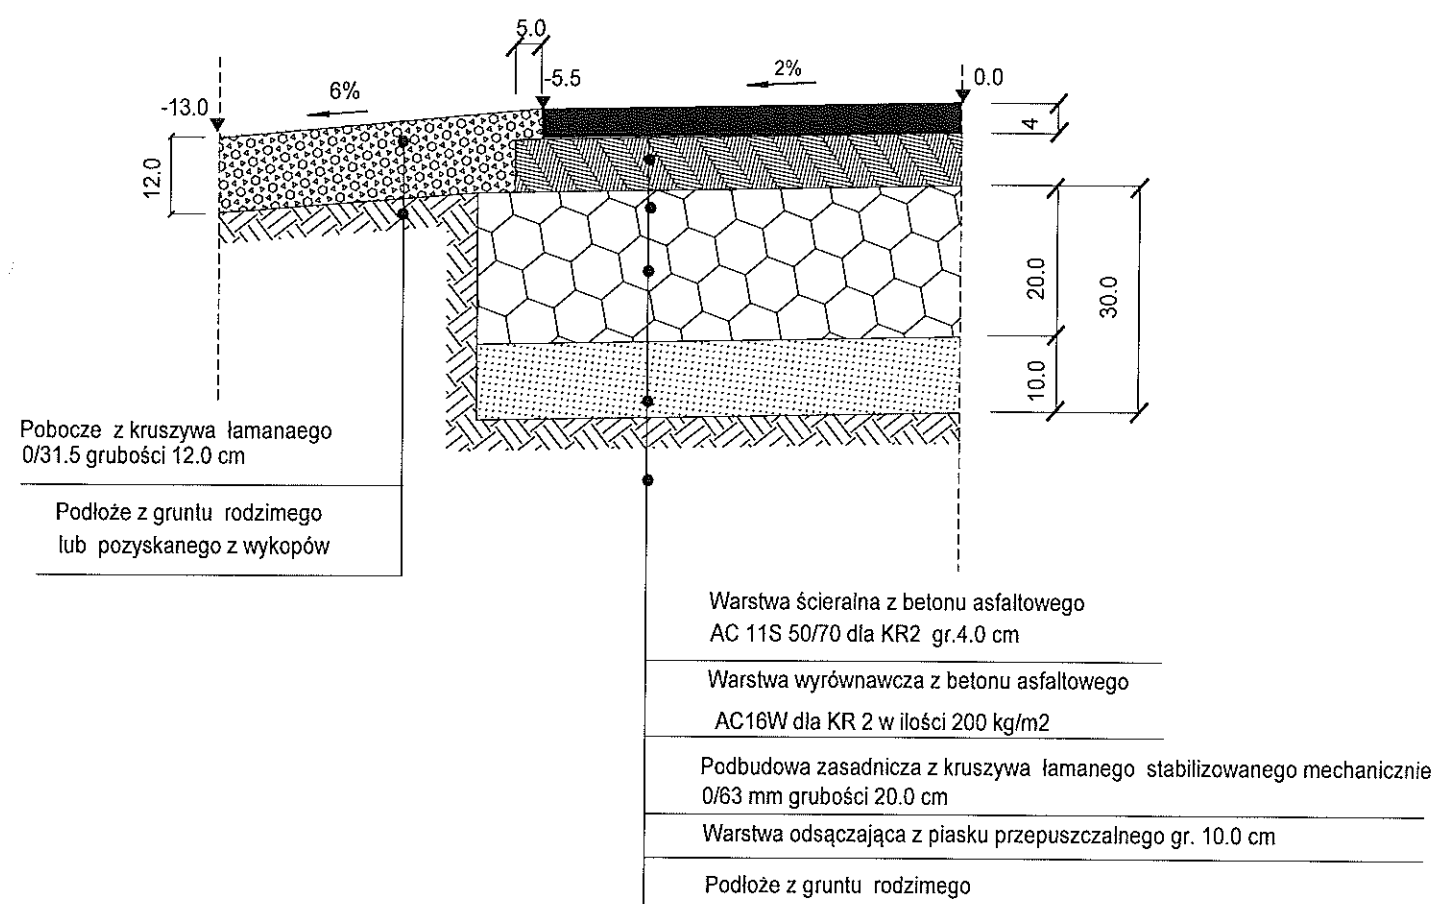 5.0
-5.5
2%
0.0
6%
-13.0
4
12.0
20.0
30.0
10.0
Pobocze z kruszywa łamanaego
0/31.5 grubości 12.0 cm
Podłoże z gruntu rodzimego
lub pozyskanego z wykopów
Warstwa ścieralna z betonu asfaltowego
AC 11S 50/70 dla KR2 gr.4.0 cm
Warstwa wyrównawcza z betonu asfaltowego
AC16W dla KR 2 w ilości 200 kg/m2
Podbudowa zasadnicza z kruszywa łamanego stabilizowanego mechanicznie
0/63 mm grubości 20.0 cm
Warstwa odsączająca z piasku przepuszczalnego gr. 10.0 cm
Podłoże z gruntu rodzimego